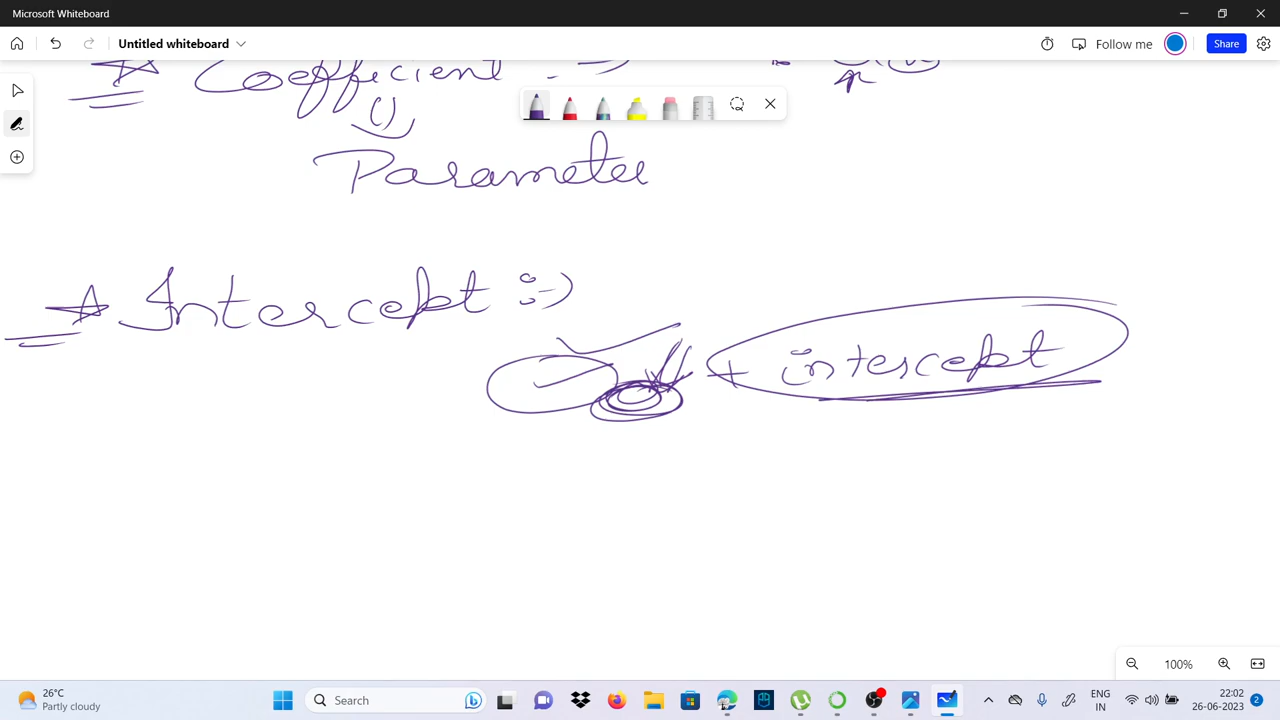 Microsoft Whiteboard
Untitled whiteboard
Follow me
Share
Coefficient :
Parameter
Intercept :-)
+ intercept
100%
26°C
Partly cloudy
Search
ENG
IN
22:02
26-06-2023
2